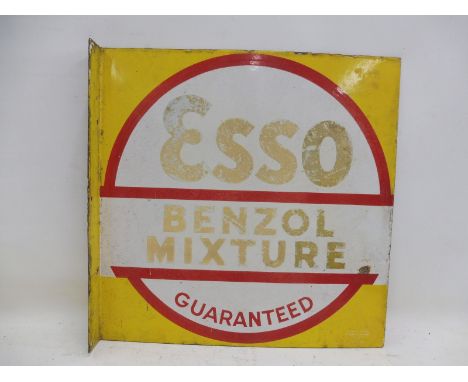 Esso
BENZOL
MIXTURE
GUARANTEED